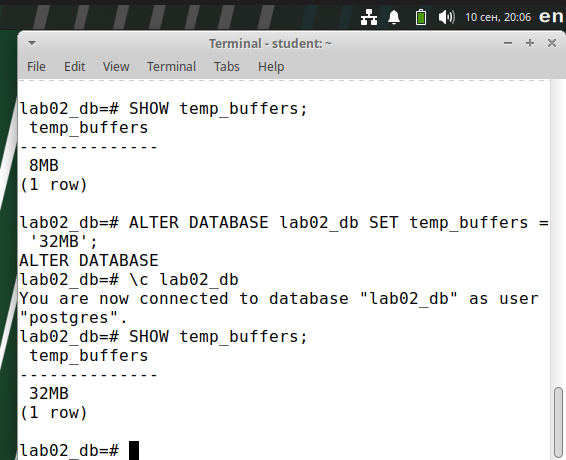 10 сен, 20:06 en
Terminal - student: ~
File Edit View Terminal Tabs Help
lab02_db=# SHOW temp_buffers;
 temp_buffers
--------------
 8MB
(1 row)
lab02_db=# ALTER DATABASE lab02_db SET temp_buffers =
 '32MB';
ALTER DATABASE
lab02_db=# \c lab02_db
You are now connected to database "lab02_db" as user
"postgres".
lab02_db=# SHOW temp_buffers;
 temp_buffers
--------------
 32MB
(1 row)
lab02_db=#